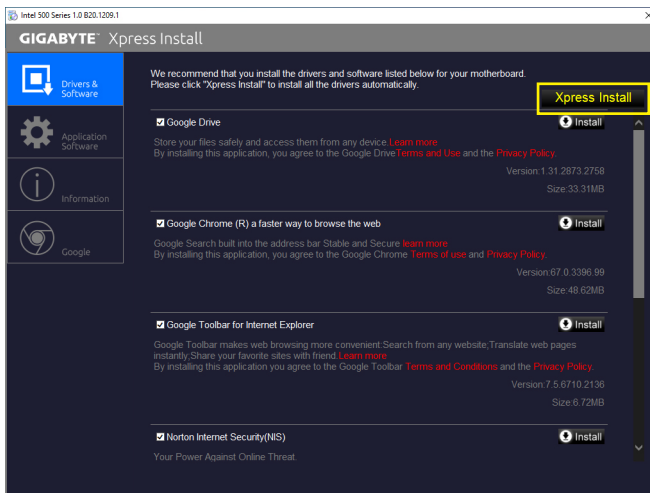 Intel 500 Series 1.0 B20.1209.1
GIGABYTE™ Xpress Install
Drivers &
Software
Application
Software
Information
Google
We recommend that you install the drivers and software listed below for your motherboard.
Please click "Xpress Install" to install all the drivers automatically.
Xpress Install
Google Drive
Install
Store your files safely and access them from any device.Learn more
By installing this application, you agree to the Google DriveTerms and Use and the Privacy Policy.
Version:1.31.2873.2758
Size:33.31MB
Google Chrome (R) a faster way to browse the web
Install
Google Search built into the address bar Stable and Secure learn more
By installing this application, you agree to the Google Chrome Terms of use and Privacy Policy.
Version:67.0.3396.99
Size:48.62MB
Google Toolbar for Internet Explorer
Install
Google Toolbar makes web browsing more convenient:Search from any website;Translate web pages
instantly;Share your favorite sites with friend.Learn more
By installing this application you agree to the Google Toolbar Terms and Conditions and the Privacy Policy.
Version:7.5.6710.2136
Size:6.72MB
Norton Internet Security(NIS)
Install
Your Power Against Online Threat.